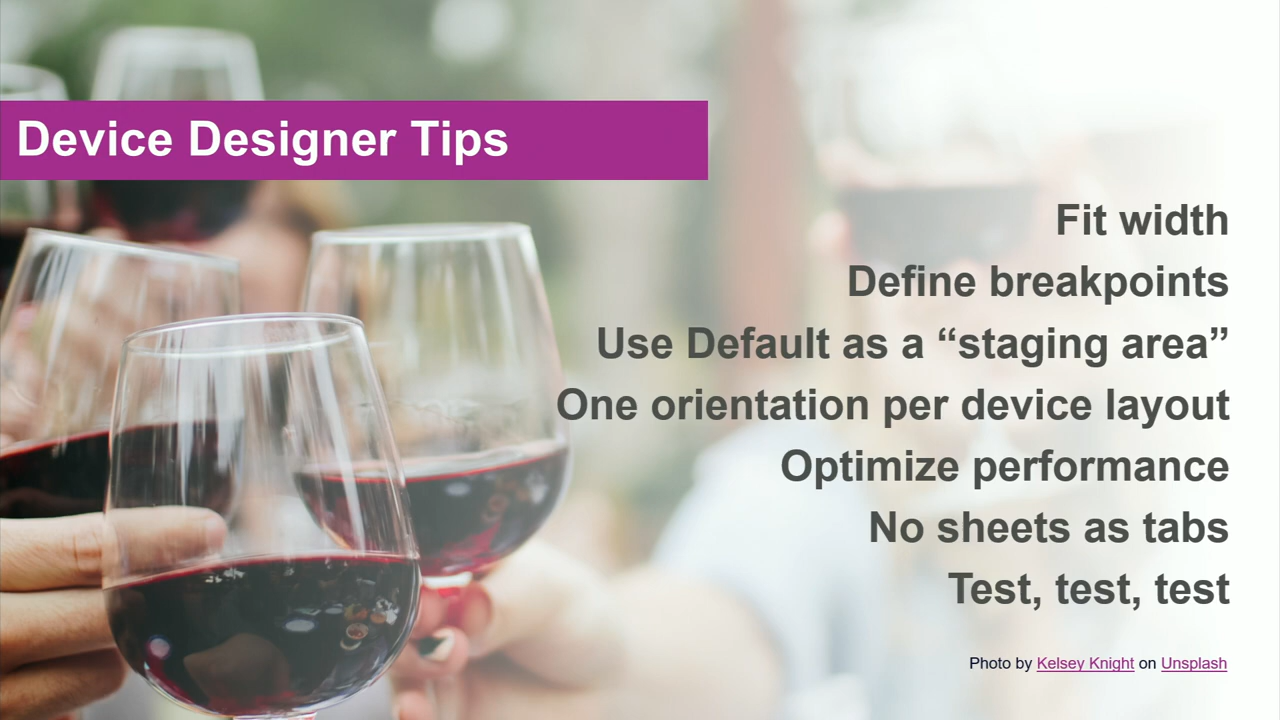 Device Designer Tips
Fit width
Define breakpoints
Use Default as a “staging area”
One orientation per device layout
Optimize performance
No sheets as tabs
Test, test, test
Photo by Kelsey Knight on Unsplash